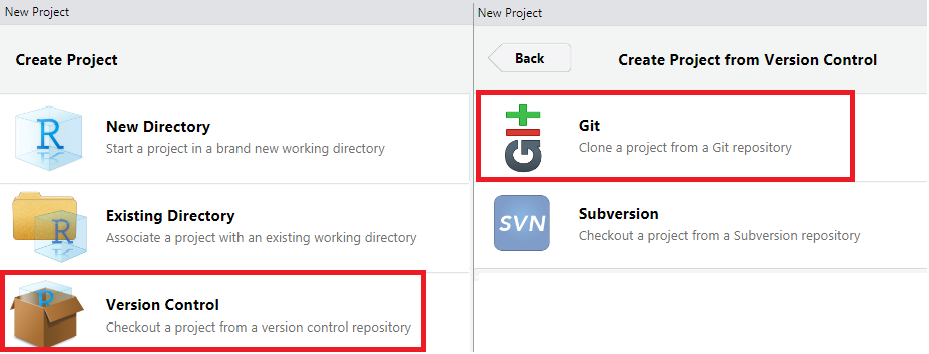 New Project
Create Project
R
New Directory
Start a project in a brand new working directory
R
Existing Directory
Associate a project with an existing working directory
R
Version Control
Checkout a project from a version control repository
New Project
Back
Create Project from Version Control
Git
Git
Clone a project from a Git repository
SVN
Subversion
Checkout a project from a Subversion repository